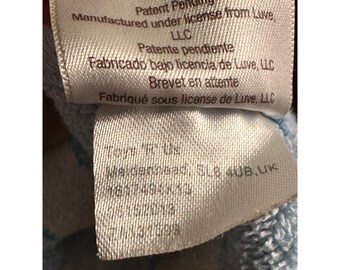 Patent Pending
Manufactured under license from Luve,
LLC
Patente pendiente
Fabricado bajo licencia de Luve, LLC
Brevet en attente
Fabriqué sous license de Luve, LLC
Toys "R" Us
Maidenhead, SL6 4UB, UK